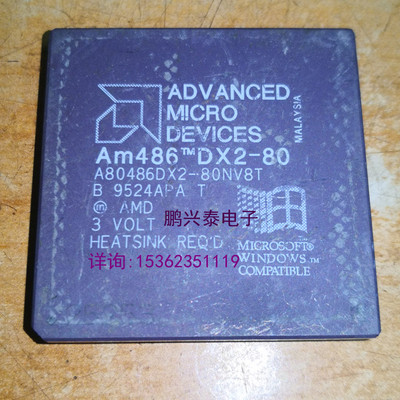 ADVANCED
MICRO
DEVICES
MALAYSIA
Am486™DX2-80
A80486DX2-80NV8T
B 9524APA T
ⓜ AMD
鹏兴泰电子
3 VOLT
HEATSINK REQ'D
详询:15362351119
MICROSOFT
WINDOWS™
COMPATIBLE